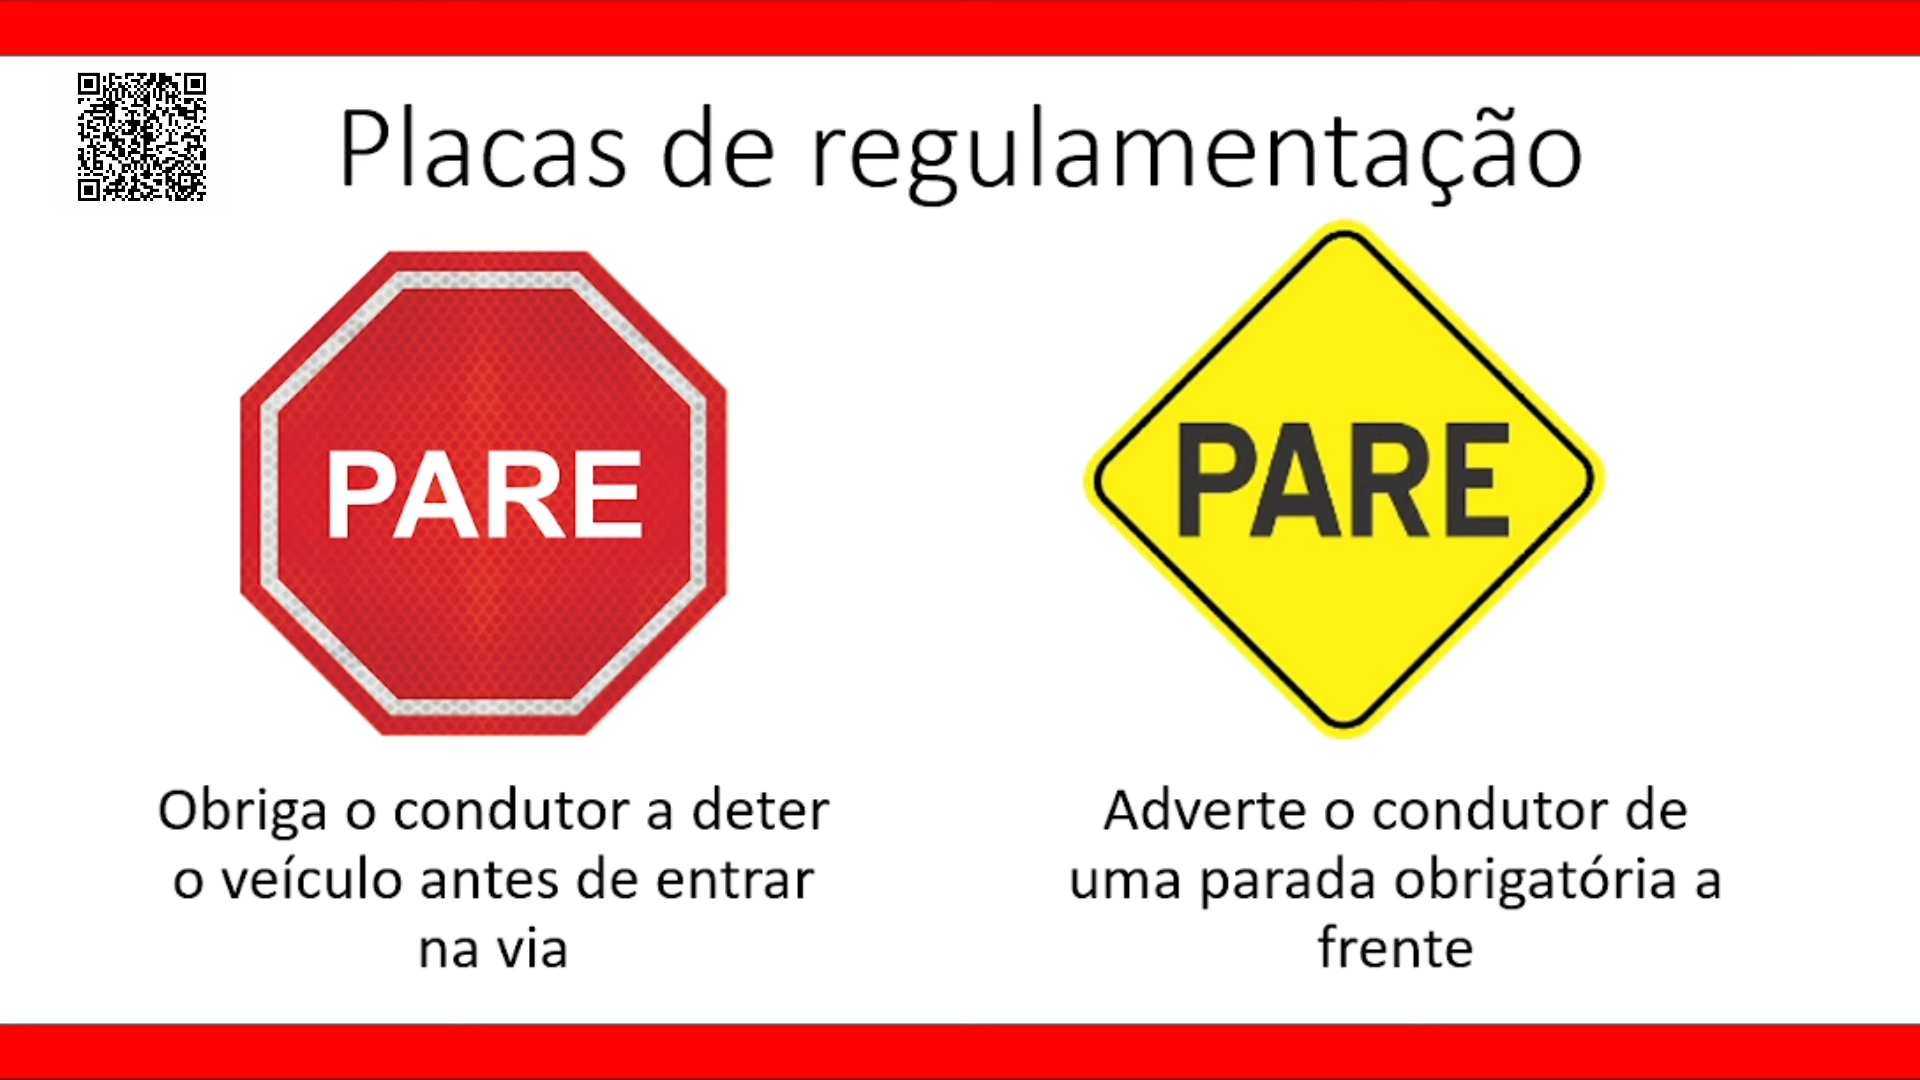 Placas de regulamentação
PARE
PARE
Obriga o condutor a deter
o veículo antes de entrar
na via
Adverte o condutor de
uma parada obrigatória a
frente